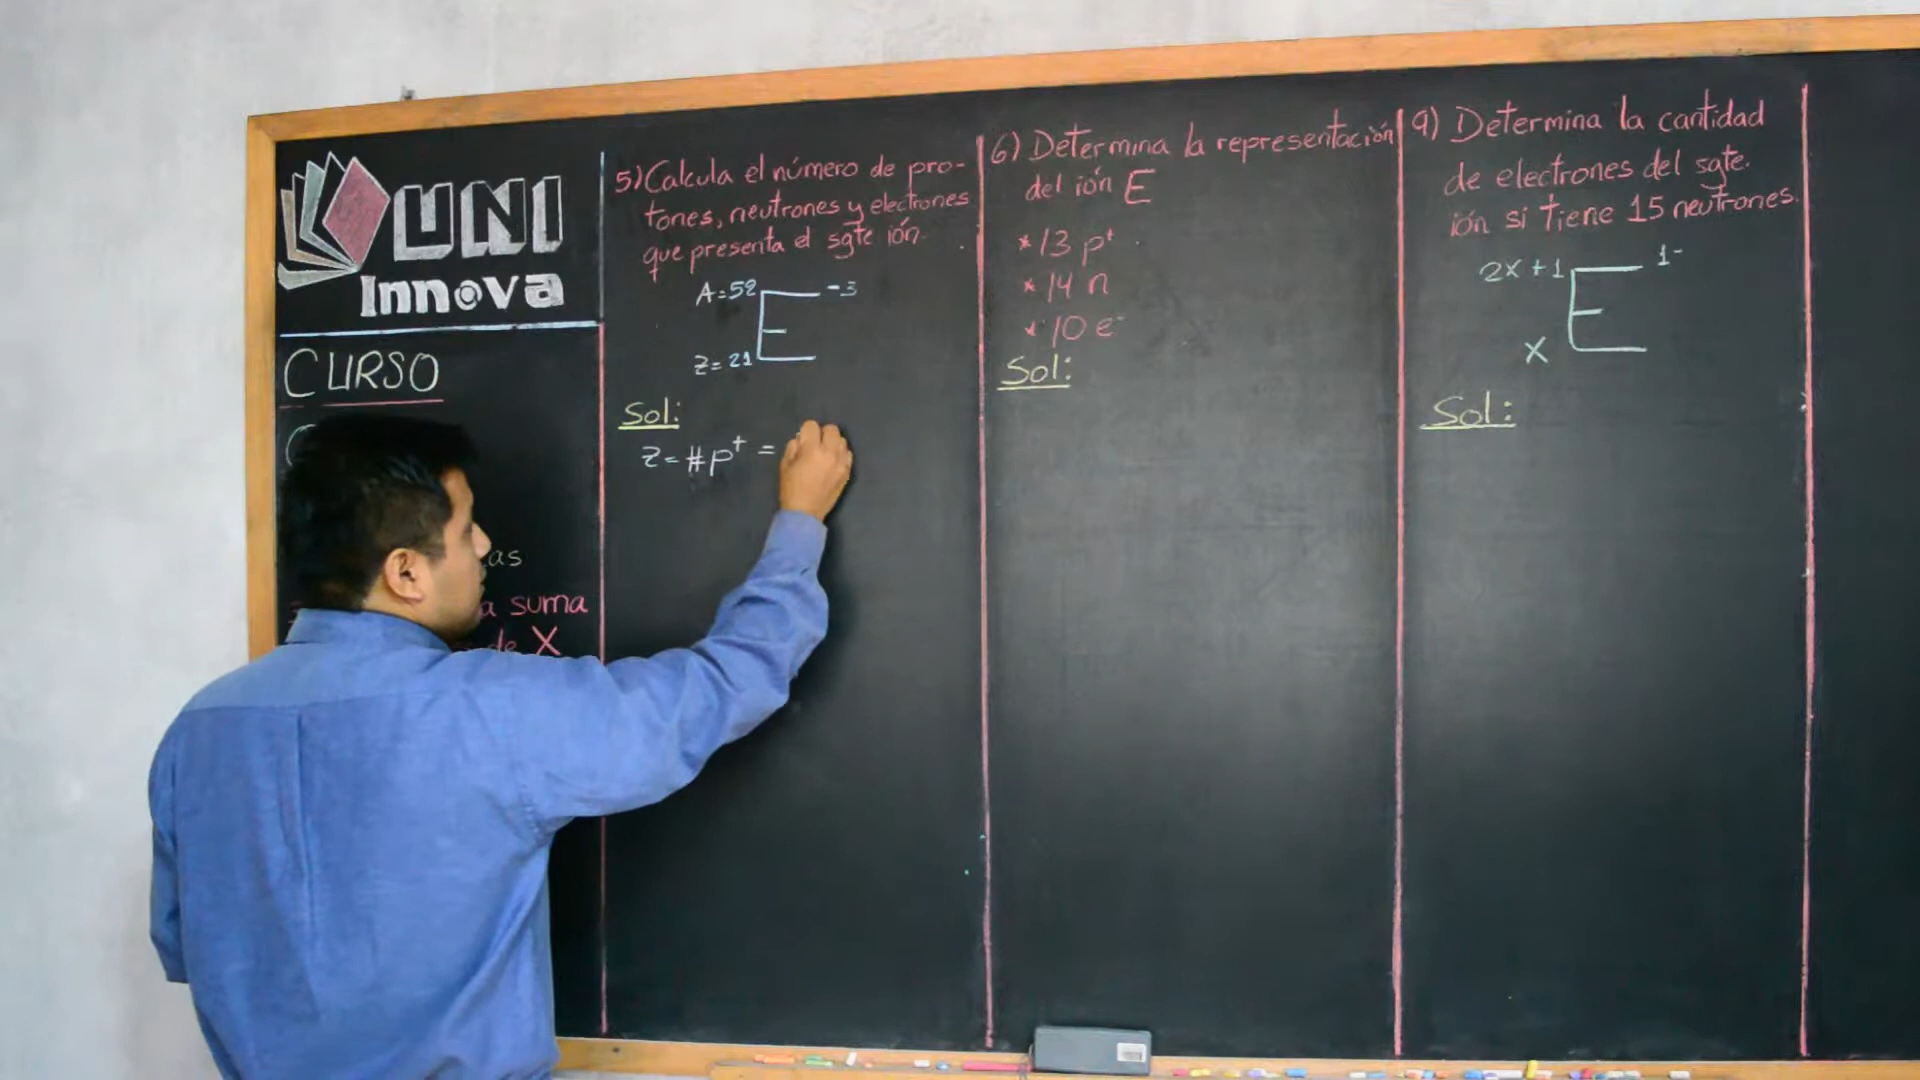 UNI
Innova
CURSO
as
a suma
de X
5) Calcula el número de pro-
tones, neutrones y electrones
que presenta el sgte ión.
A=52 E -3
Z=21
Sol:
Z=#p+ =
6) Determina la representación
del ión E
* 13 p+
* 14 n
* 10 e-
Sol:
9) Determina la cantidad
de electrones del sgte.
ión si tiene 15 neutrones.
2x+1 E 1-
X
Sol: